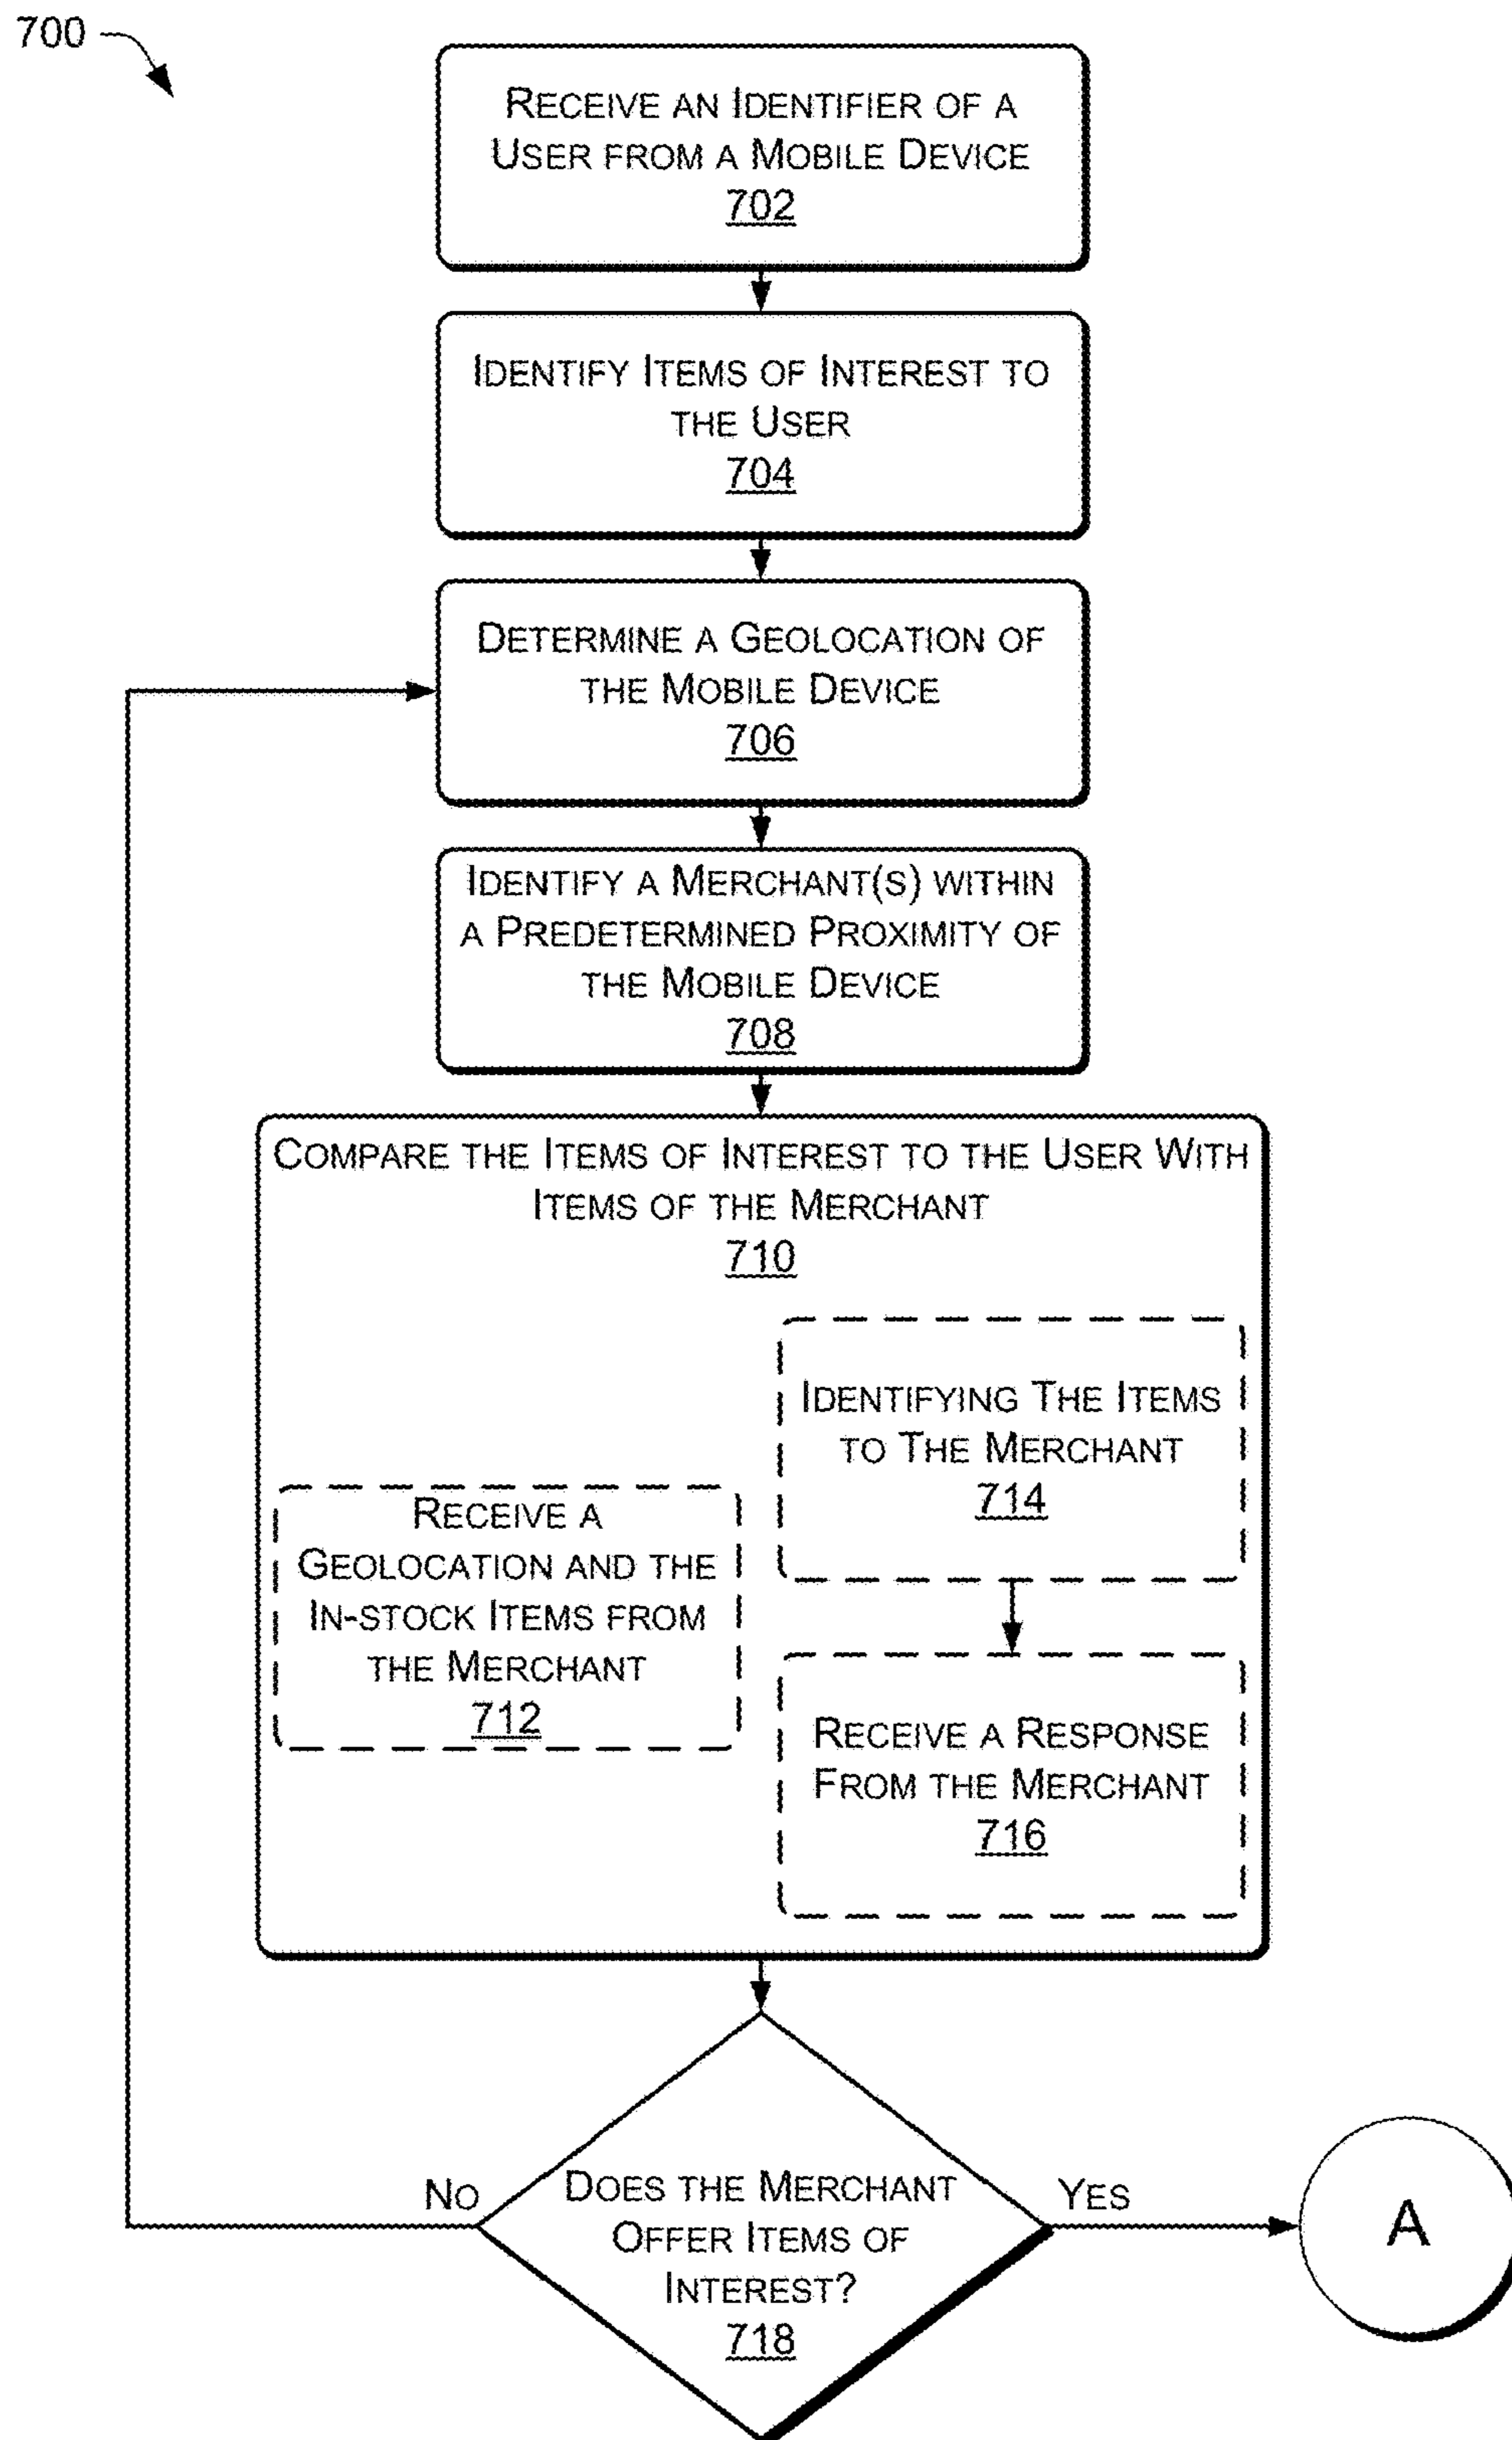 700
RECEIVE AN IDENTIFIER OF A
USER FROM A MOBILE DEVICE
702
IDENTIFY ITEMS OF INTEREST TO
THE USER
704
DETERMINE A GEOLOCATION OF
THE MOBILE DEVICE
706
IDENTIFY A MERCHANT(S) WITHIN
A PREDETERMINED PROXIMITY OF
THE MOBILE DEVICE
708
COMPARE THE ITEMS OF INTEREST TO THE USER WITH
ITEMS OF THE MERCHANT
710
RECEIVE A
GEOLOCATION AND THE
IN-STOCK ITEMS FROM
THE MERCHANT
712
IDENTIFYING THE ITEMS
TO THE MERCHANT
714
RECEIVE A RESPONSE
FROM THE MERCHANT
716
NO
DOES THE MERCHANT
OFFER ITEMS OF
INTEREST?
718
YES
A